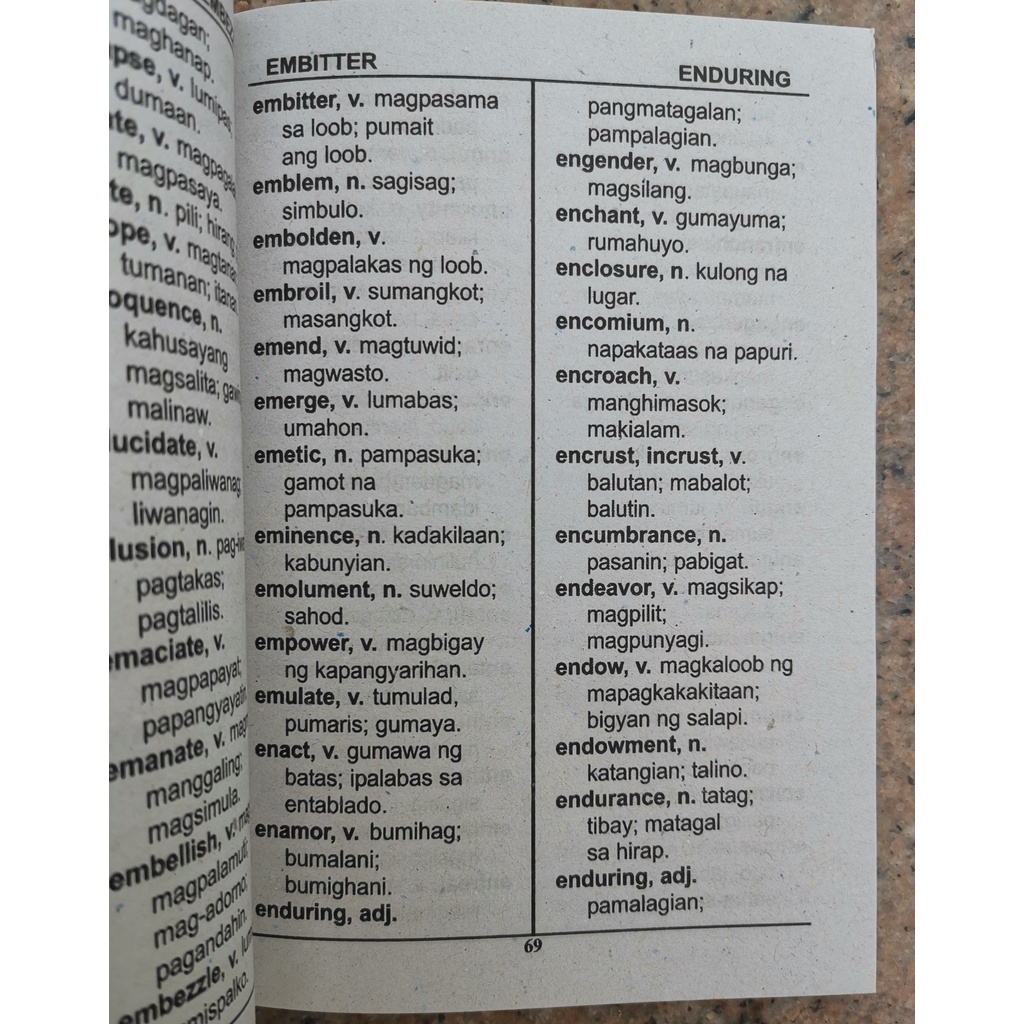 maghanap.
dumaan.
magpasaya.
n. pili; hirang
tumanan;
n.
kahusayang
magsalita;
malinaw.
v.
magpaliwanag
liwanagin.
n.
pagtakas;
pagtalilis.
v.
magpapayat;
emanate, v.
manggaling;
magsimula.
embellish, v.
magpalamuti;
mag-adorno;
pagandahin.
embezzle, v.
EMBITTER
embitter, v. magpasama
sa loob; pumait
ang loob.
emblem, n. sagisag;
simbulo.
embolden, v.
magpalakas ng loob.
embroil, v. sumangkot;
masangkot.
emend, v. magtuwid;
magwasto.
emerge, v. lumabas;
umahon.
emetic, n. pampasuka;
gamot na
pampasuka.
eminence, n. kadakilaan;
kabunyian.
emolument, n. suweldo;
sahod.
empower, v. magbigay
ng kapangyarihan.
emulate, v. tumulad,
pumaris; gumaya.
enact, v. gumawa ng
batas; ipalabas sa
entablado.
enamor, v. bumihag;
bumalani;
bumighani.
enduring, adj.
ENDURING
pangmatagalan;
pampalagian.
engender, v. magbunga;
magsilang.
enchant, v. gumayuma;
rumahuyo.
enclosure, n. kulong na
lugar.
encomium, n.
napakataas na papuri.
encroach, v.
manghimasok;
makialam.
encrust, incrust, v.
balutan; mabalot;
balutin.
encumbrance, n.
pasanin; pabigat.
endeavor, v. magsikap;
magpilit;
magpunyagi.
endow, v. magkaloob ng
mapagkakakitaan;
bigyan ng salapi.
endowment, n.
katangian; talino.
endurance, n. tatag;
tibay; matagal
sa hirap.
enduring, adj.
pamalagian;
69